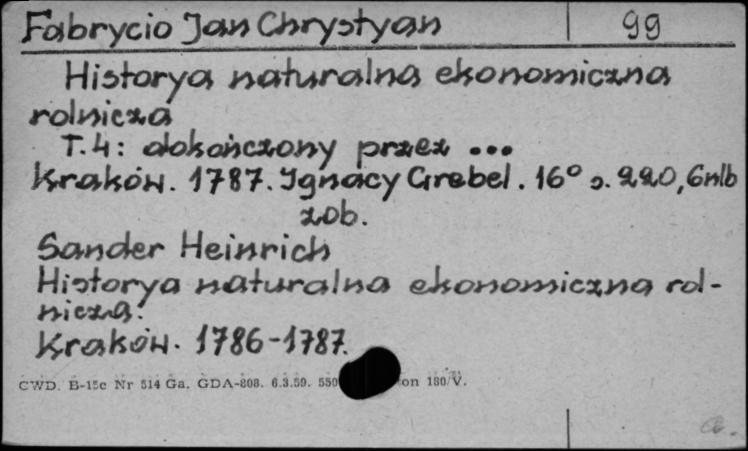 Fabrycio Jan Chrystyan 99
Historya naturalna ekonomiczna
rolnicza
T.4: dokończony przez ...
Kraków. 1787. Ignacy Grebel. 16° s. 220, 6nlb
zob.
Sander Heinrich
Historya naturalna ekonomiczna rol-
nicza.
Kraków. 1786-1787.
CWD. B-15c Nr 514 Ga. GDA-808. 6.3.59. 550 on 180/V.